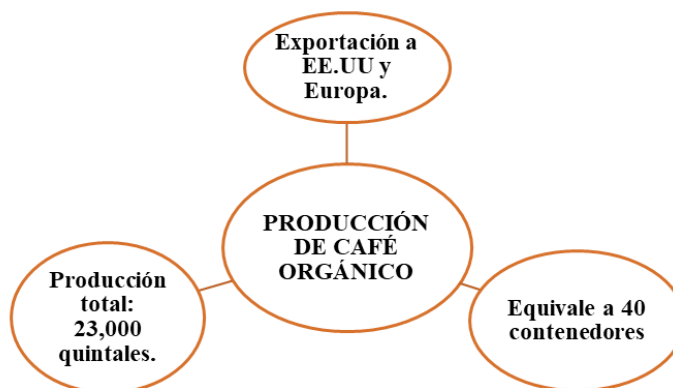 Exportación a
EE.UU y
Europa.
PRODUCCIÓN
DE CAFÉ
ORGÁNICO
Producción
total:
23,000
quintales.
Equivale a 40
contenedores